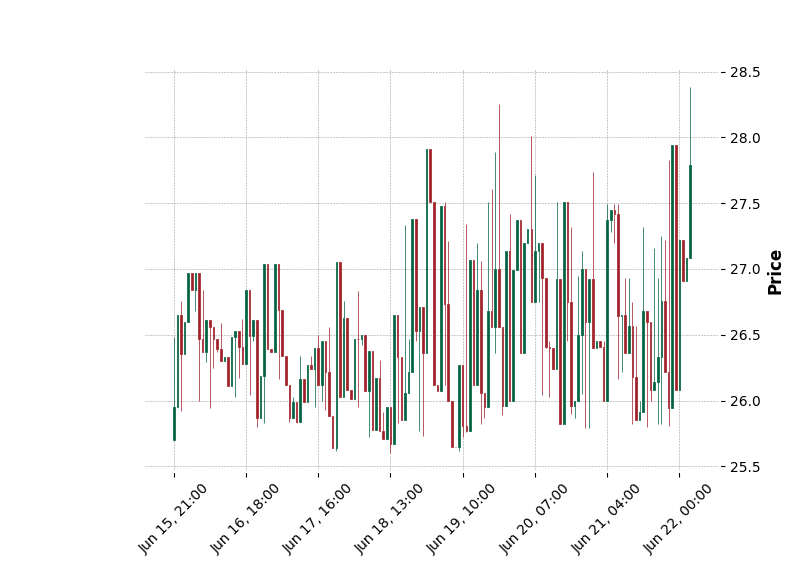 28.5
28.0
27.5
27.0
26.5
26.0
25.5
Price
Jun 15, 21:00
Jun 16, 18:00
Jun 17, 16:00
Jun 18, 13:00
Jun 19, 10:00
Jun 20, 07:00
Jun 21, 04:00
Jun 22, 00:00